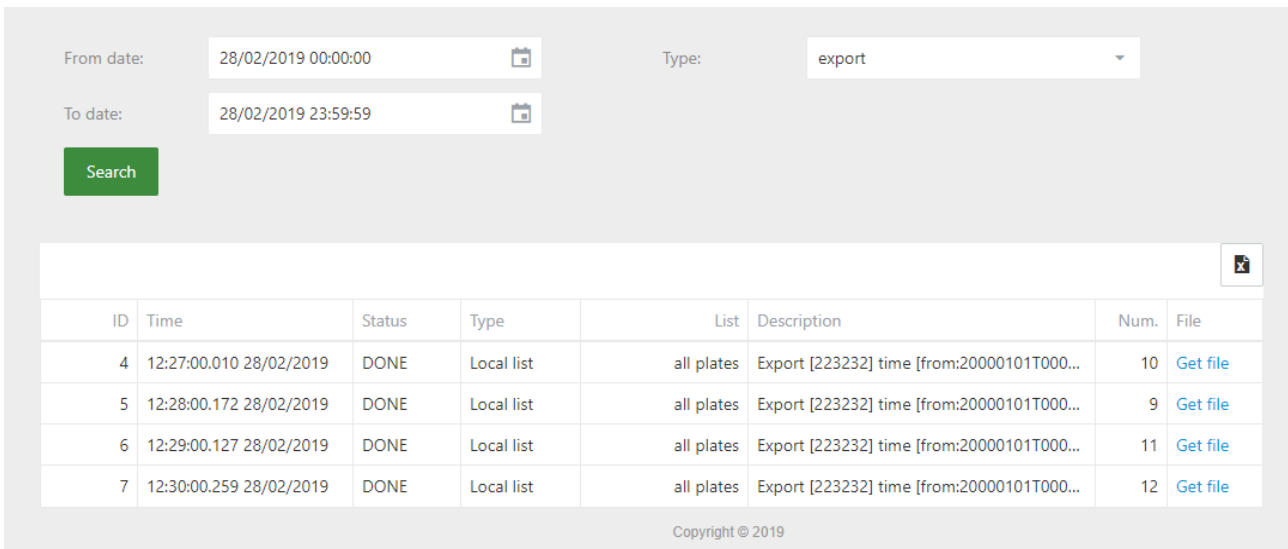 From date: 28/02/2019 00:00:00 Type: export
To date: 28/02/2019 23:59:59
Search
ID Time Status Type List Description Num. File
4 12:27:00.010 28/02/2019 DONE Local list all plates Export [223232] time [from:20000101T000... 10 Get file
5 12:28:00.172 28/02/2019 DONE Local list all plates Export [223232] time [from:20000101T000... 9 Get file
6 12:29:00.127 28/02/2019 DONE Local list all plates Export [223232] time [from:20000101T000... 11 Get file
7 12:30:00.259 28/02/2019 DONE Local list all plates Export [223232] time [from:20000101T000... 12 Get file
Copyright © 2019